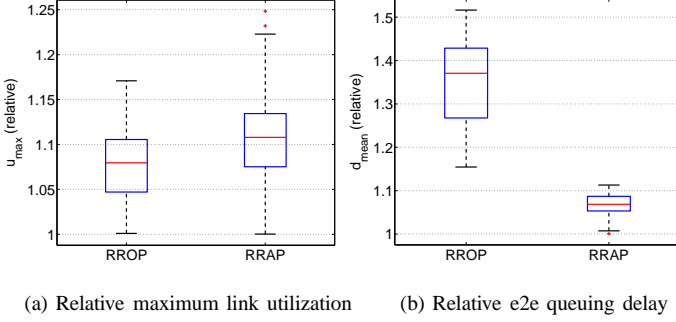 1.25
1.2
1.15
1.1
1.05
1
u_max (relative)
RROP
RRAP
1.5
1.4
1.3
1.2
1.1
1
d_mean (relative)
RROP
RRAP
(a) Relative maximum link utilization
(b) Relative e2e queuing delay